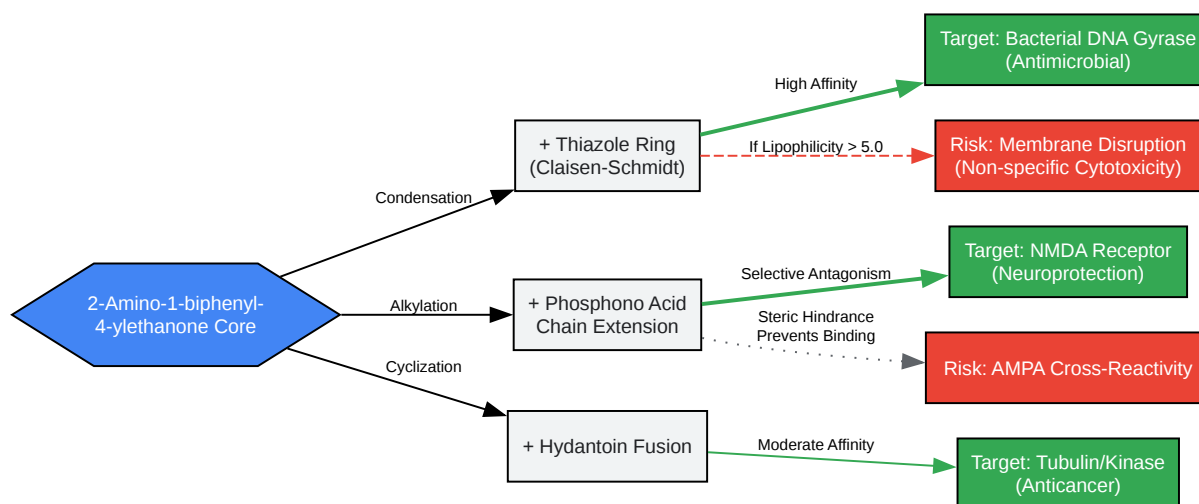 2-Amino-1-biphenyl-
4-ylethanone Core
Condensation
Alkylation
Cyclization
+ Thiazole Ring
(Claisen-Schmidt)
+ Phosphono Acid
Chain Extension
+ Hydantoin Fusion
High Affinity
If Lipophilicity > 5.0
Selective Antagonism
Steric Hindrance
Prevents Binding
Moderate Affinity
Target: Bacterial DNA Gyrase
(Antimicrobial)
Risk: Membrane Disruption
(Non-specific Cytotoxicity)
Target: NMDA Receptor
(Neuroprotection)
Risk: AMPA Cross-Reactivity
Target: Tubulin/Kinase
(Anticancer)